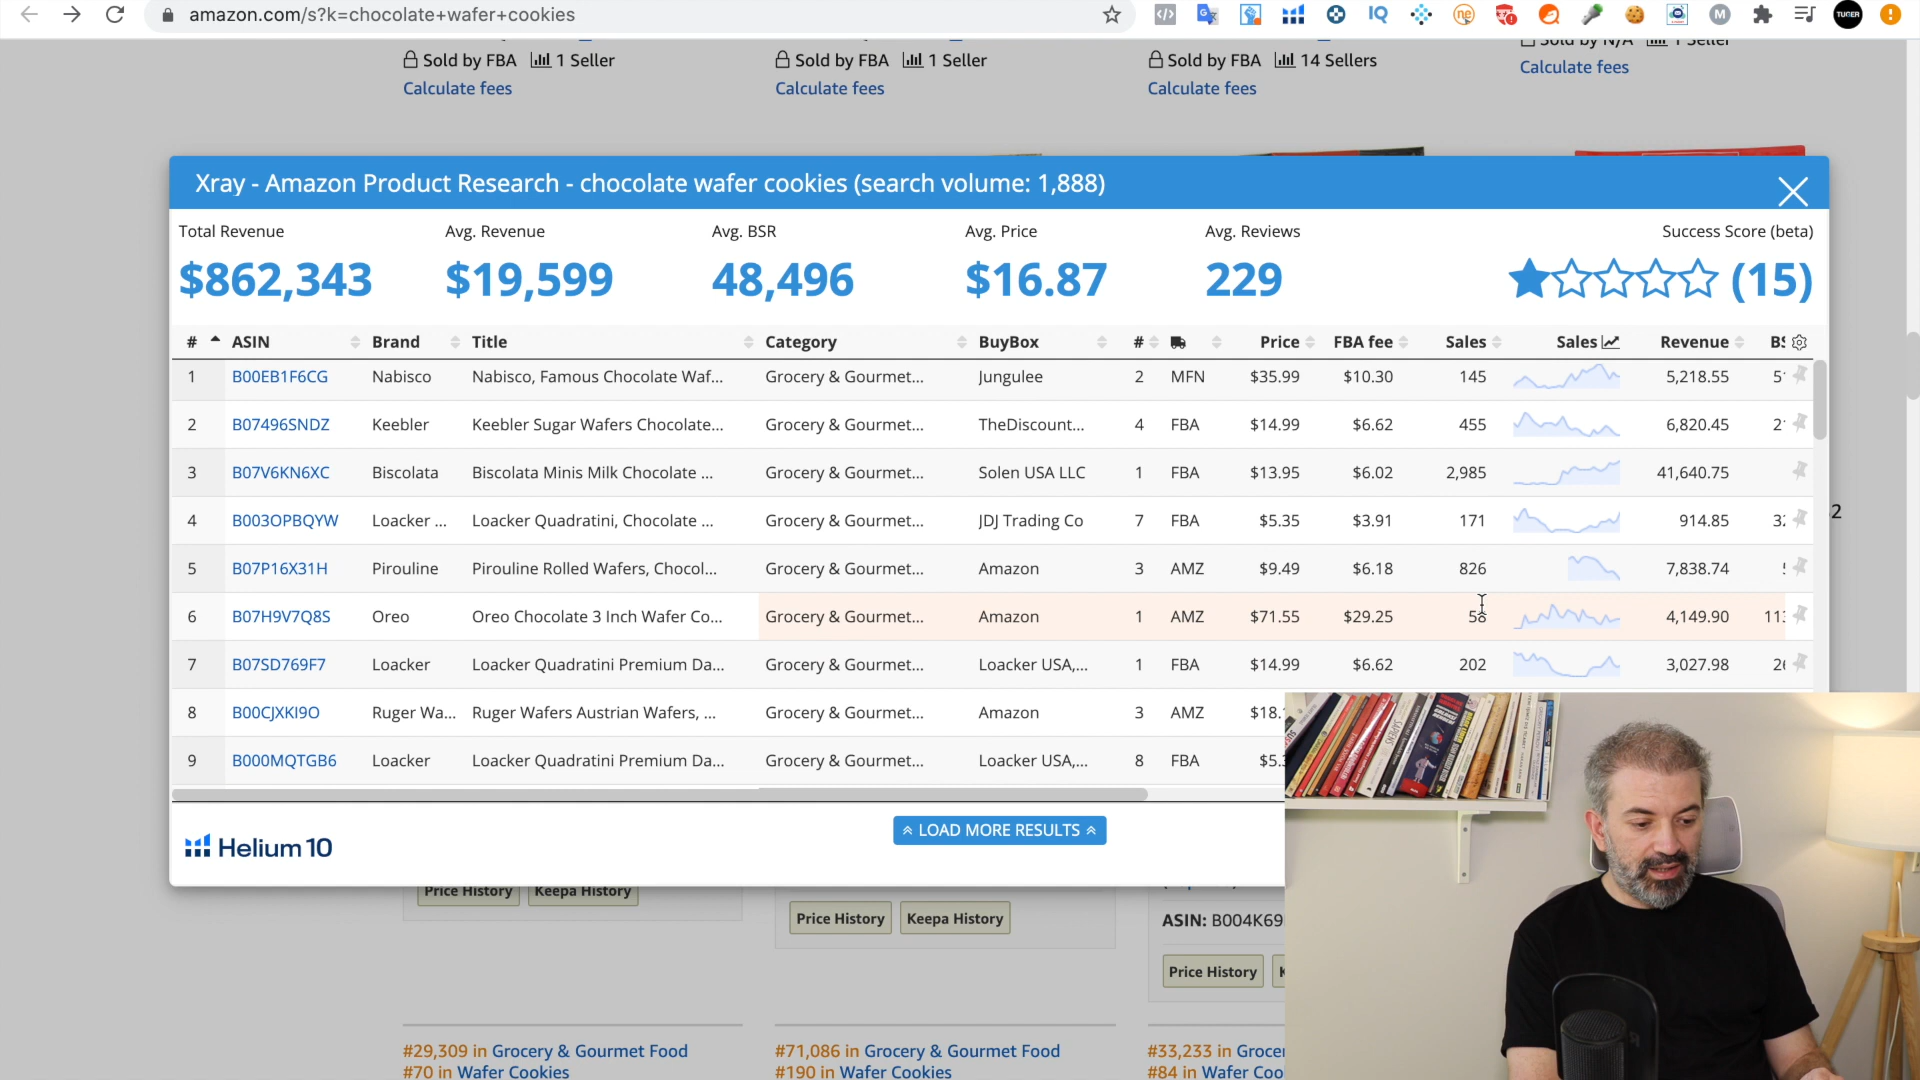 amazon.com/s?k=chocolate+wafer+cookies
TUGER
Sold by FBA 1 Seller
Calculate fees
Sold by FBA 1 Seller
Calculate fees
Sold by FBA 14 Sellers
Calculate fees
Sold by N/A 1 Seller
Calculate fees
Xray - Amazon Product Research - chocolate wafer cookies (search volume: 1,888)
Total Revenue Avg. Revenue Avg. BSR Avg. Price Avg. Reviews Success Score (beta)
$862,343 $19,599 48,496 $16.87 229 (15)
# ASIN Brand Title Category BuyBox # Price FBA fee Sales Sales Revenue BS
1 B00EB1F6CG Nabisco Nabisco, Famous Chocolate Waf... Grocery & Gourmet... Jungulee 2 MFN $35.99 $10.30 145 5,218.55
2 B07496SNDZ Keebler Keebler Sugar Wafers Chocolate... Grocery & Gourmet... TheDiscount... 4 FBA $14.99 $6.62 455 6,820.45
3 B07V6KN6XC Biscolata Biscolata Minis Milk Chocolate ... Grocery & Gourmet... Solen USA LLC 1 FBA $13.95 $6.02 2,985 41,640.75
4 B003OPBQYW Loacker ... Loacker Quadratini, Chocolate ... Grocery & Gourmet... JDJ Trading Co 7 FBA $5.35 $3.91 171 914.85
5 B07P16X31H Pirouline Pirouline Rolled Wafers, Chocol... Grocery & Gourmet... Amazon 3 AMZ $9.49 $6.18 826 7,838.74
6 B07H9V7Q8S Oreo Oreo Chocolate 3 Inch Wafer Co... Grocery & Gourmet... Amazon 1 AMZ $71.55 $29.25 58 4,149.90
7 B07SD769F7 Loacker Loacker Quadratini Premium Da... Grocery & Gourmet... Loacker USA,... 1 FBA $14.99 $6.62 202 3,027.98
8 B00CJXKI9O Ruger Wa... Ruger Wafers Austrian Wafers, ... Grocery & Gourmet... Amazon 3 AMZ $18.
9 B000MQTGB6 Loacker Loacker Quadratini Premium Da... Grocery & Gourmet... Loacker USA,... 8 FBA $5.
LOAD MORE RESULTS
Helium 10
Price History Keepa History
Price History Keepa History
ASIN: B004K69
Price History
#29,309 in Grocery & Gourmet Food
#70 in Wafer Cookies
#71,086 in Grocery & Gourmet Food
#190 in Wafer Cookies
#33,233 in Grocer
#84 in Wafer Coo